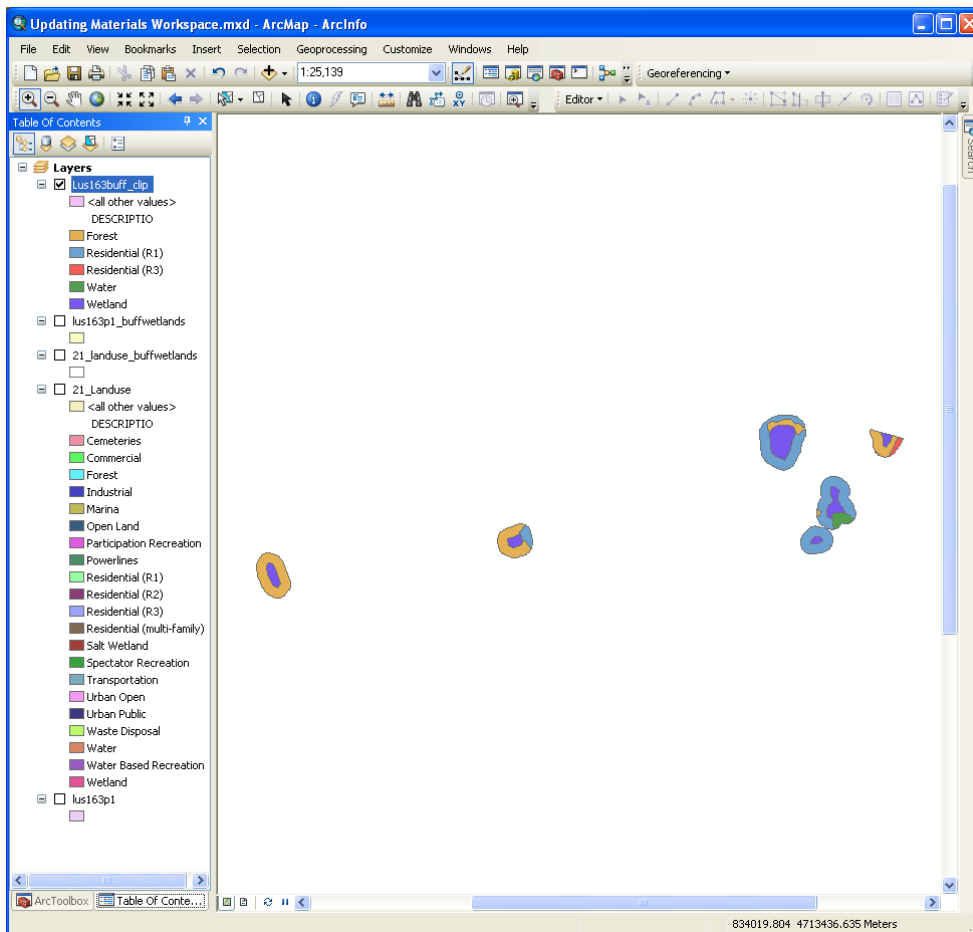 Updating Materials Workspace.mxd - ArcMap - ArcInfo
File Edit View Bookmarks Insert Selection Geoprocessing Customize Windows Help
1:25,139 Georeferencing
Editor
Table Of Contents
Search
Layers
Lus163buff_clip
<all other values>
DESCRIPTIO
Forest
Residential (R1)
Residential (R3)
Water
Wetland
lus163p1_buffwetlands
21_landuse_buffwetlands
21_Landuse
<all other values>
DESCRIPTIO
Cemeteries
Commercial
Forest
Industrial
Marina
Open Land
Participation Recreation
Powerlines
Residential (R1)
Residential (R2)
Residential (R3)
Residential (multi-family)
Salt Wetland
Spectator Recreation
Transportation
Urban Open
Urban Public
Waste Disposal
Water
Water Based Recreation
Wetland
lus163p1
ArcToolbox Table Of Conte...
834019.804 4713436.635 Meters